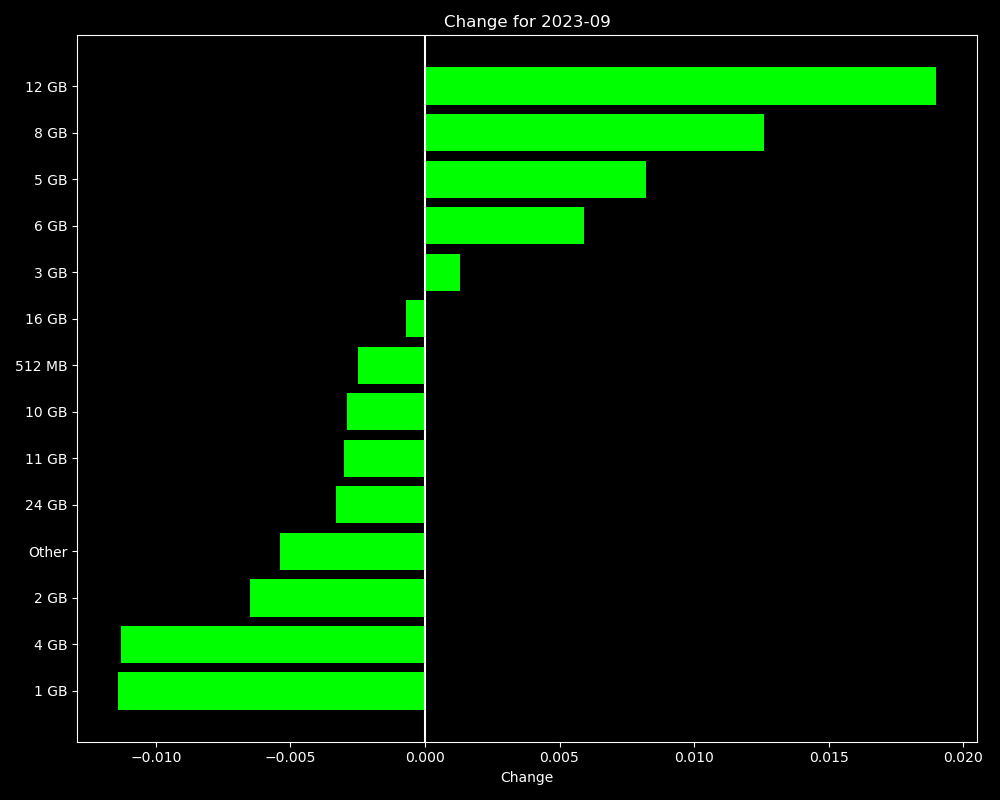 Change for 2023-09
12 GB
8 GB
5 GB
6 GB
3 GB
16 GB
512 MB
10 GB
11 GB
24 GB
Other
2 GB
4 GB
1 GB
−0.010 −0.005 0.000 0.005 0.010 0.015 0.020
Change